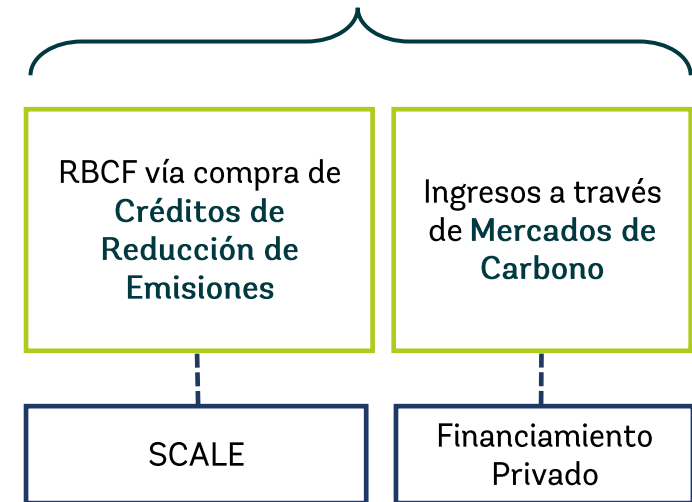 RBCF vía compra de
Créditos de
Reducción de
Emisiones
Ingresos a través
de Mercados de
Carbono
SCALE
Financiamiento
Privado